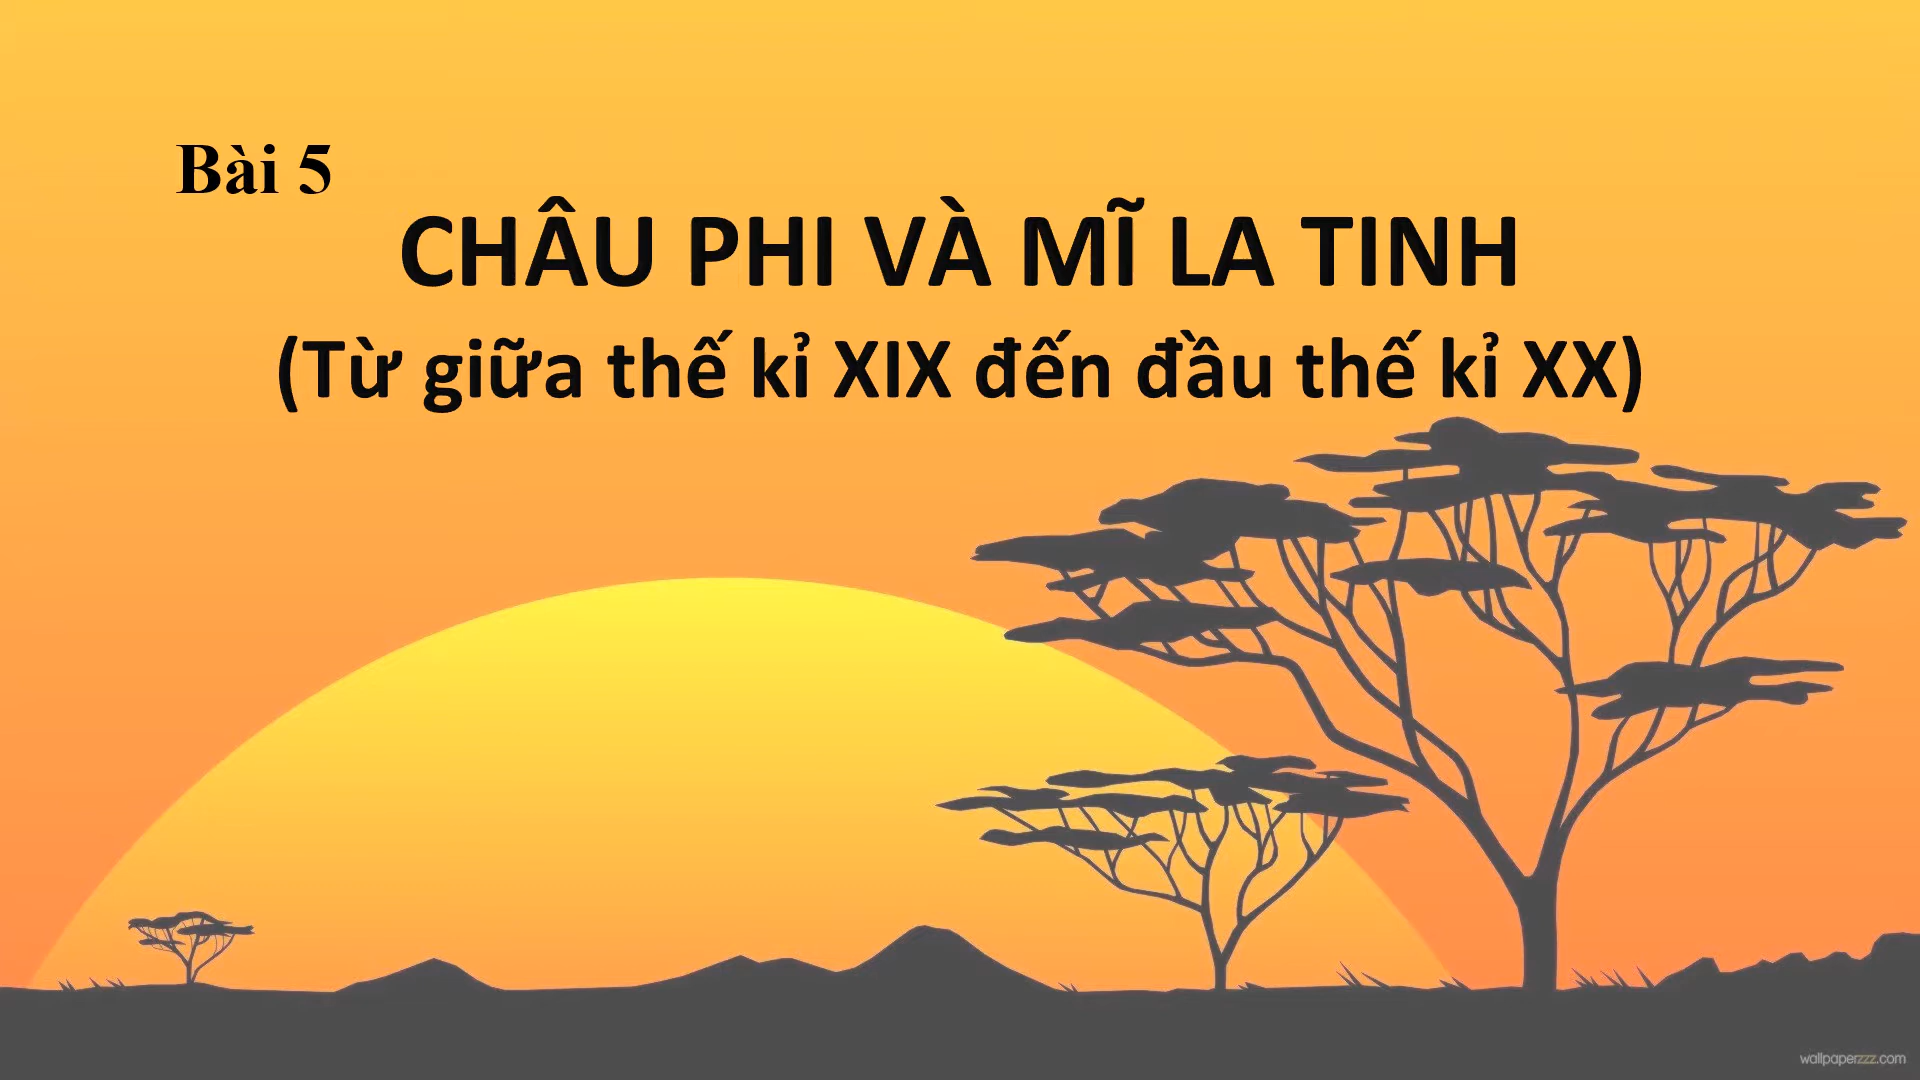 Bài 5
CHÂU PHI VÀ MĨ LA TINH
(Từ giữa thế kỉ XIX đến đầu thế kỉ XX)
wallpaperzzz.com